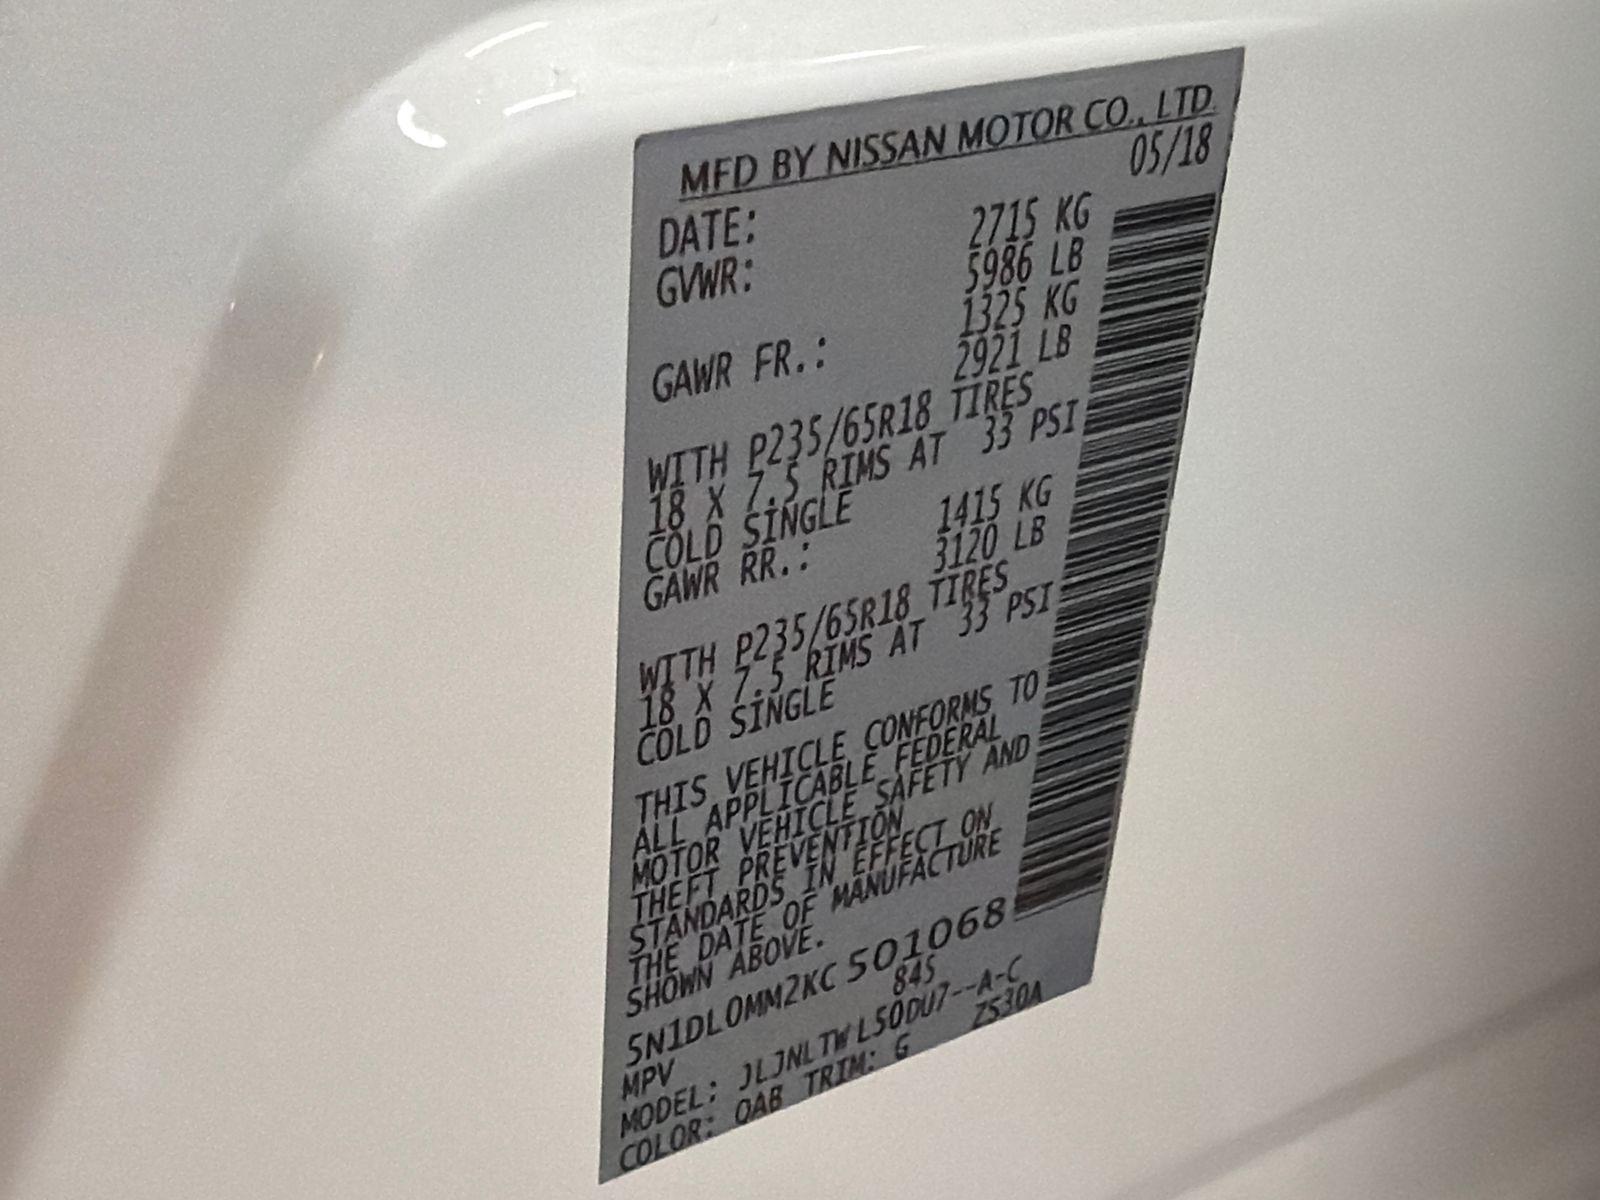 MFD BY NISSAN MOTOR CO., LTD.
DATE: 05/18
GVWR: 2715 KG
5986 LB
GAWR FR.: 1325 KG
2921 LB
WITH P235/65R18 TIRES
18 X 7.5 RIMS AT 33 PSI
COLD SINGLE
GAWR RR.: 1415 KG
3120 LB
WITH P235/65R18 TIRES
18 X 7.5 RIMS AT 33 PSI
COLD SINGLE
THIS VEHICLE CONFORMS TO
ALL APPLICABLE FEDERAL
MOTOR VEHICLE SAFETY AND
THEFT PREVENTION
STANDARDS IN EFFECT ON
THE DATE OF MANUFACTURE
SHOWN ABOVE.
5N1DL0MM2KC501068
MPV 845
MODEL: JLJNLTWL50DU7--A-C
COLOR: QAB TRIM: G ZS30A